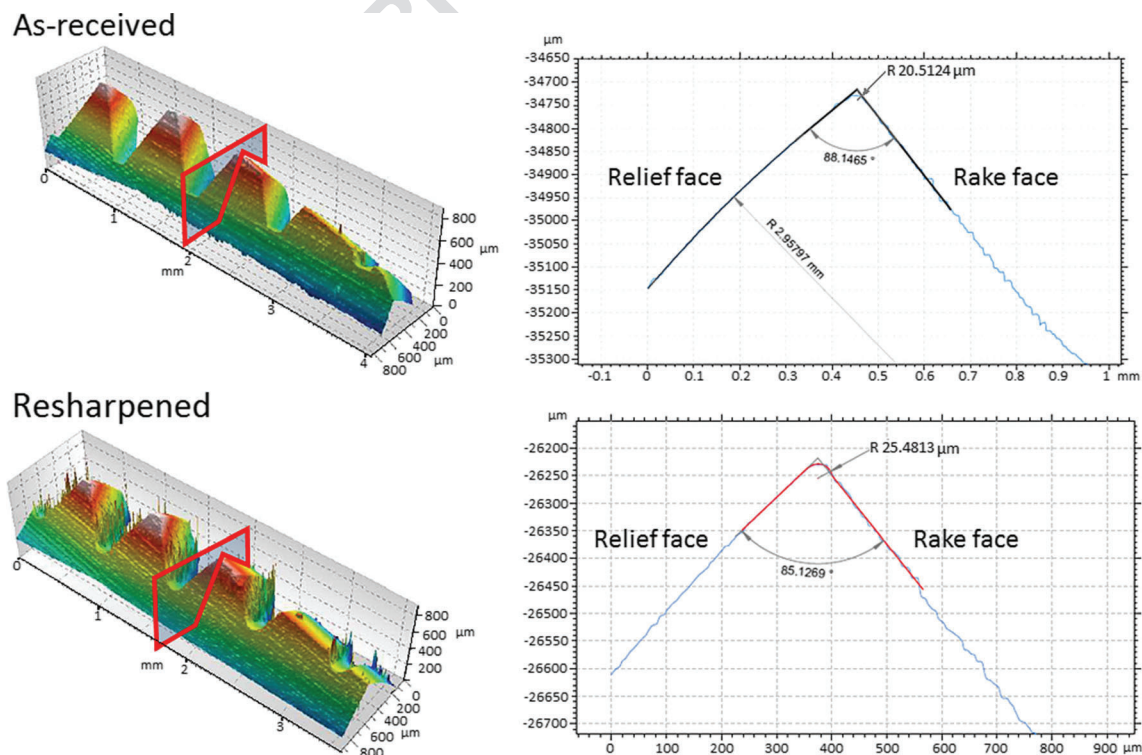 As-received
0
1
mm
2
3
4
800
600
400
200
0
µm
0
200
400
600
800
µm
µm
-34650
-34700
-34750
-34800
-34850
-34900
-34950
-35000
-35050
-35100
-35150
-35200
-35250
-35300
R 20.5124 µm
88.1465 °
Relief face
Rake face
R 2.95797 mm
-0.1 0 0.1 0.2 0.3 0.4 0.5 0.6 0.7 0.8 0.9 1 mm
Resharpened
0
1
mm
2
3
800
600
400
200
µm
0
200
400
600
800
µm
µm
-26200
-26250
-26300
-26350
-26400
-26450
-26500
-26550
-26600
-26650
-26700
R 25.4813 µm
Relief face
Rake face
85.1269 °
0 100 200 300 400 500 600 700 800 900 µm